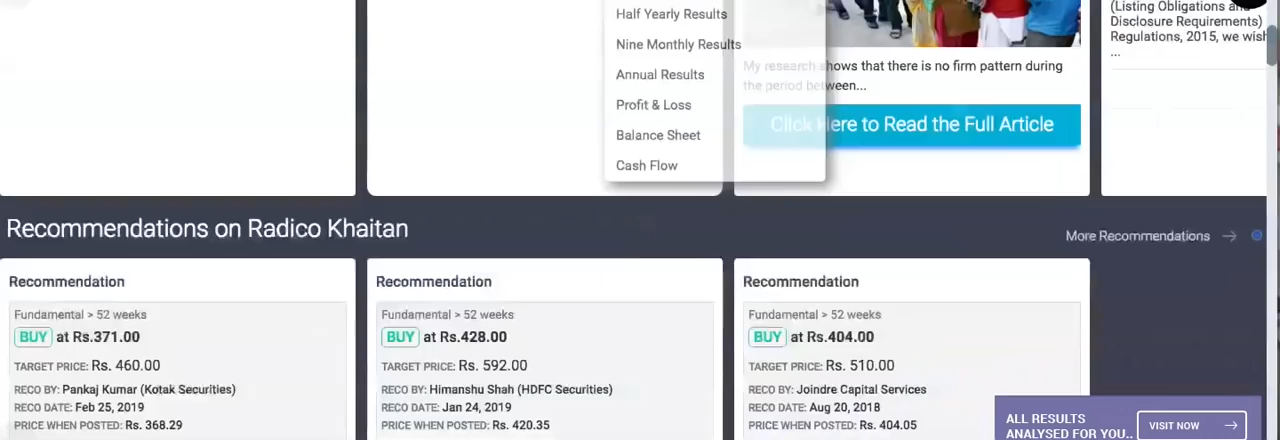 Half Yearly Results
Nine Monthly Results
Annual Results
Profit & Loss
Balance Sheet
Cash Flow
My research shows that there is no firm pattern during
the period between...
Click Here to Read the Full Article
(Listing Obligations and
Disclosure Requirements)
Regulations, 2015, we wish
...
Recommendations on Radico Khaitan
More Recommendations
Recommendation
Fundamental > 52 weeks
BUY at Rs.371.00
TARGET PRICE: Rs. 460.00
RECO BY: Pankaj Kumar (Kotak Securities)
RECO DATE: Feb 25, 2019
PRICE WHEN POSTED: Rs. 368.29
Recommendation
Fundamental > 52 weeks
BUY at Rs.428.00
TARGET PRICE: Rs. 592.00
RECO BY: Himanshu Shah (HDFC Securities)
RECO DATE: Jan 24, 2019
PRICE WHEN POSTED: Rs. 420.35
Recommendation
Fundamental > 52 weeks
BUY at Rs.404.00
TARGET PRICE: Rs. 510.00
RECO BY: Joindre Capital Services
RECO DATE: Aug 20, 2018
PRICE WHEN POSTED: Rs. 404.05
ALL RESULTS
ANALYSED FOR YOU..
VISIT NOW